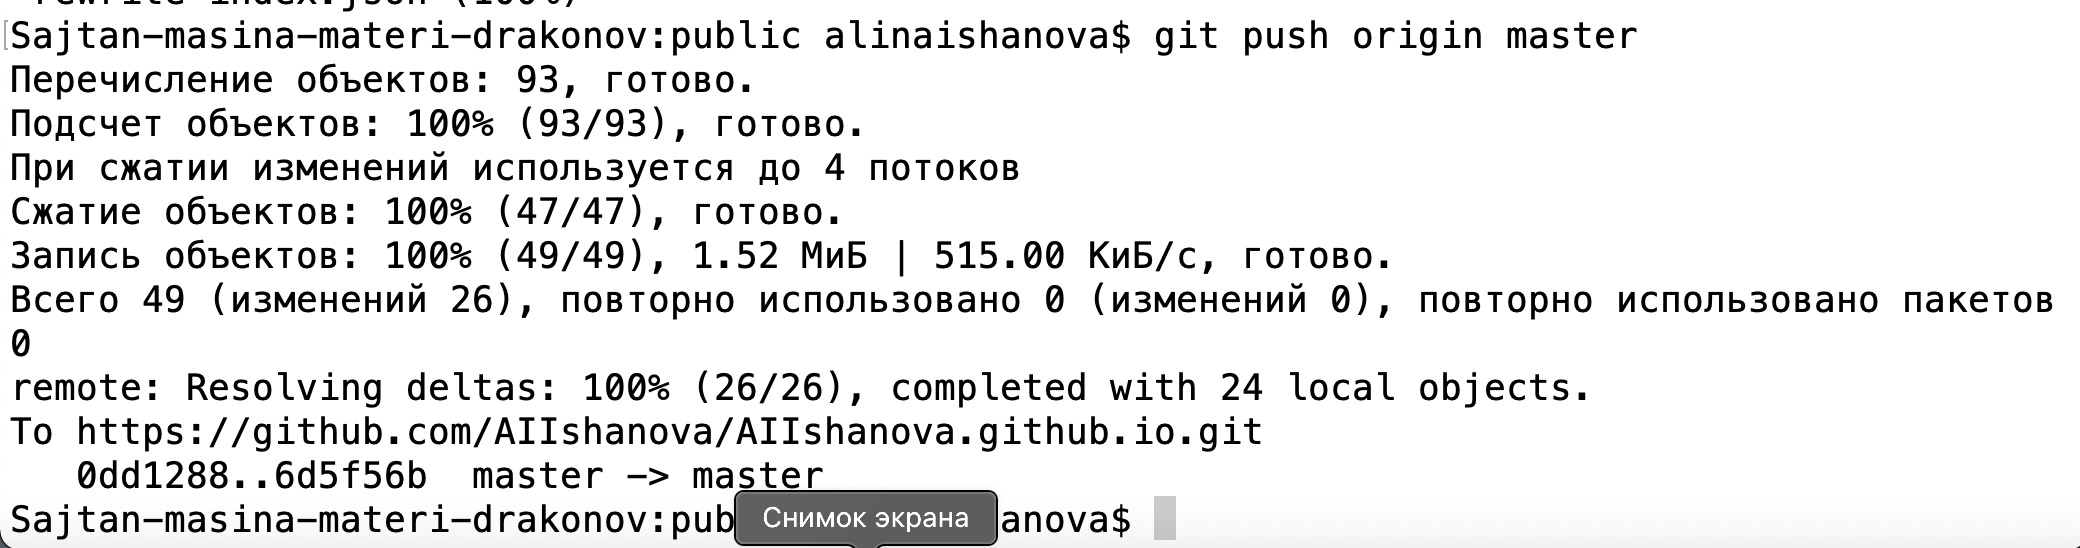 Sajtan-masina-materi-drakonov:public alinaishanova$ git push origin master
Перечисление объектов: 93, готово.
Подсчет объектов: 100% (93/93), готово.
При сжатии изменений используется до 4 потоков
Сжатие объектов: 100% (47/47), готово.
Запись объектов: 100% (49/49), 1.52 МиБ | 515.00 КиБ/с, готово.
Всего 49 (изменений 26), повторно использовано 0 (изменений 0), повторно использовано пакетов
0
remote: Resolving deltas: 100% (26/26), completed with 24 local objects.
To https://github.com/AIIshanova/AIIshanova.github.io.git
0dd1288..6d5f56b master -> master
Sajtan-masina-materi-drakonov:pub Снимок экрана anova$